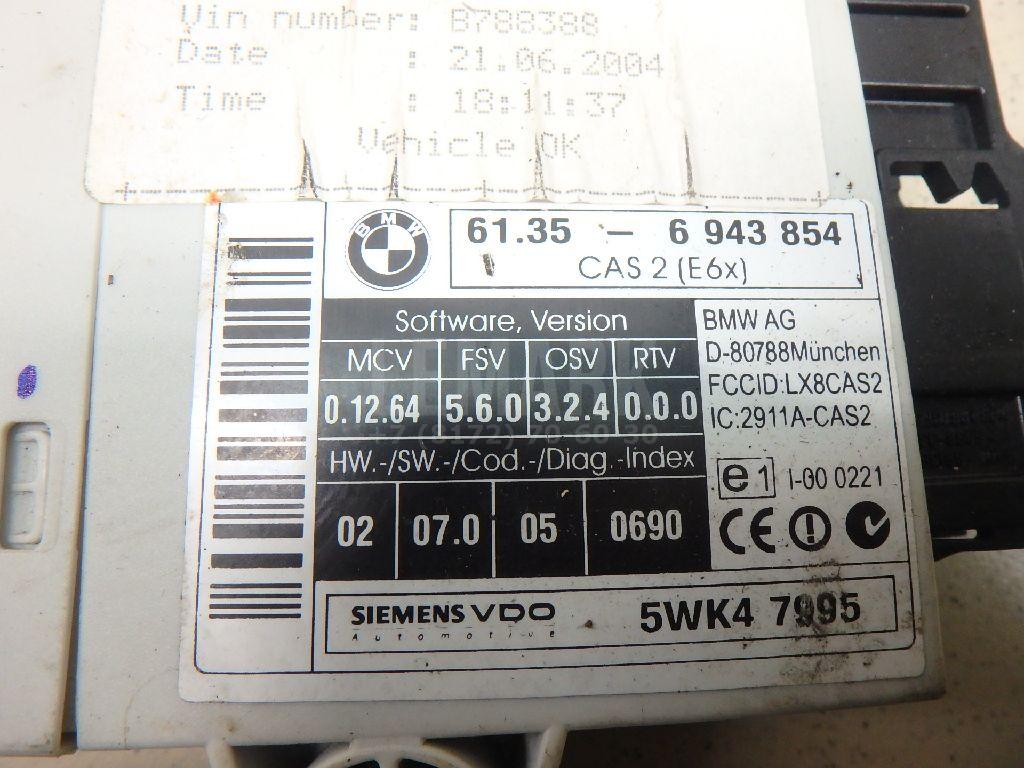 Vin number: B788388
Date : 21.06.2004
Time : 18:11:37
Vehicle OK
BMW
61.35 – 6 943 854
CAS 2 (E6x)
Software, Version
MCV FSV OSV RTV
0.12.64 5.6.0 3.2.4 0.0.0
HW.-/SW.-/Cod.-/Diag.-Index
02 07.0 05 0690
BMW AG
D-80788München
FCCID:LX8CAS2
IC:2911A-CAS2
e1 I-00 0221
CE
SIEMENS VDO
Automotive
5WK4 7995